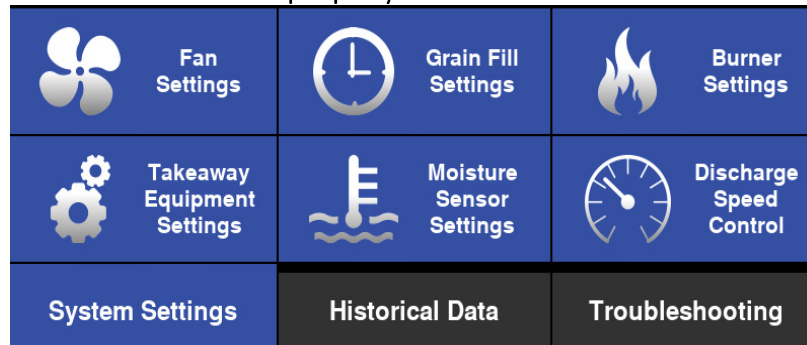 Fan
Settings
Grain Fill
Settings
Burner
Settings
Takeaway
Equipment
Settings
Moisture
Sensor
Settings
Discharge
Speed
Control
System Settings
Historical Data
Troubleshooting